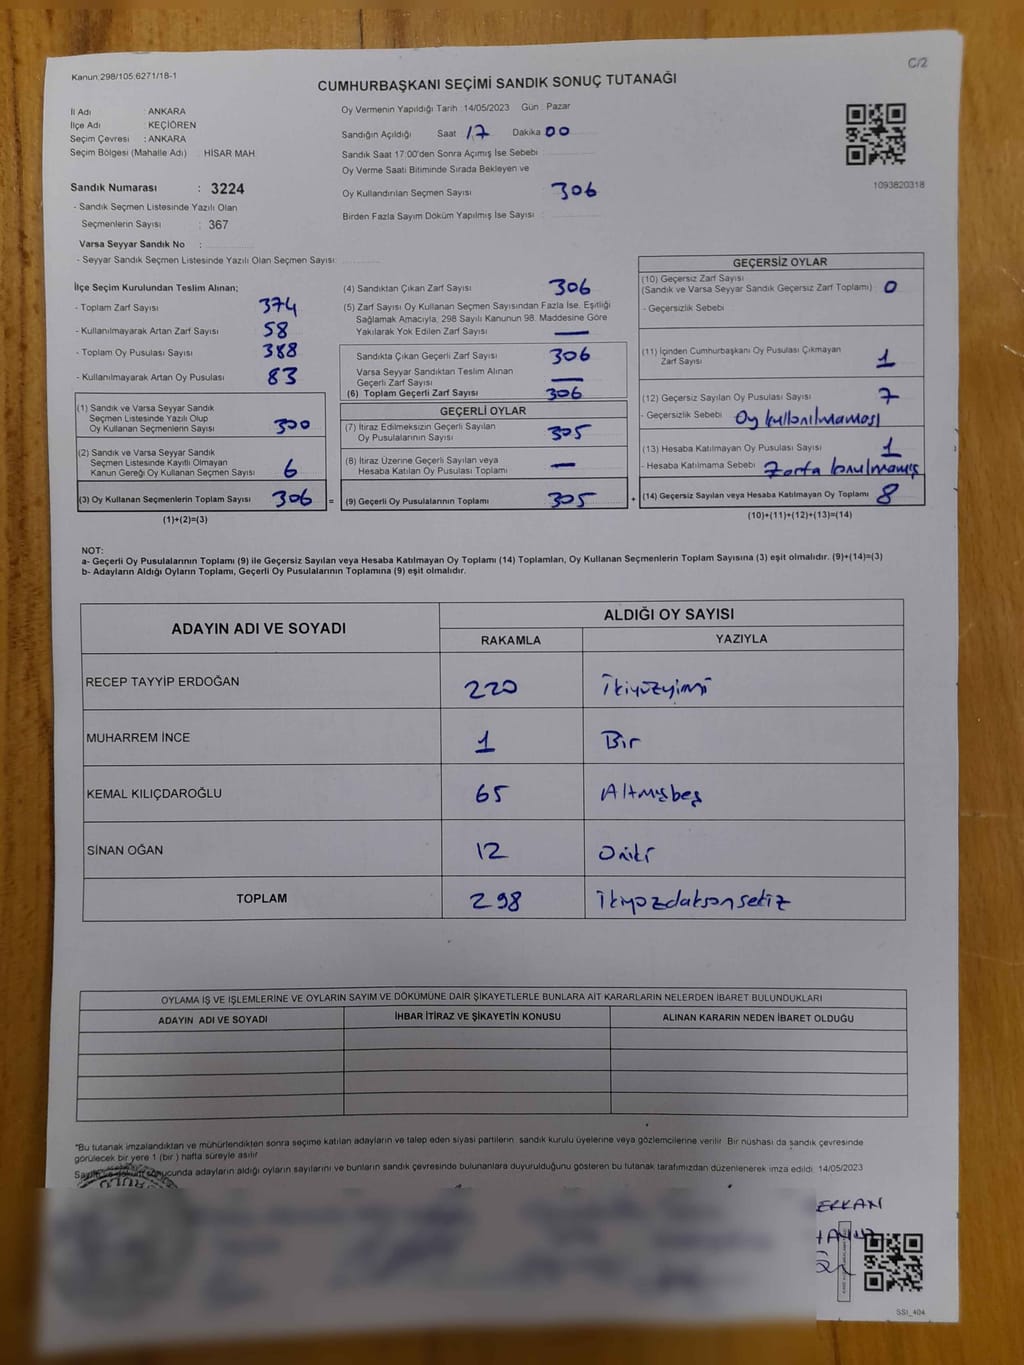 C/2
Kanun:298/105 6271/18-1
CUMHURBAŞKANI SEÇİMİ SANDIK SONUÇ TUTANAĞI
İl Adı : ANKARA
İlçe Adı : KEÇİÖREN
Seçim Çevresi : ANKARA
Seçim Bölgesi (Mahalle Adı) : HİSAR MAH
Sandık Numarası : 3224
- Sandık Seçmen Listesinde Yazılı Olan
Seçmenlerin Sayısı : 367
Varsa Seyyar Sandık No :
- Seyyar Sandık Seçmen Listesinde Yazılı Olan Seçmen Sayısı:
Oy Vermenin Yapıldığı Tarih : 14/05/2023 Gün : Pazar
Sandığın Açıldığı Saat 17 Dakika 00
Sandık Saat 17:00'den Sonra Açımış İse Sebebi
Oy Verme Saati Bitiminde Sırada Bekleyen ve
Oy Kullandırılan Seçmen Sayısı 306
Birden Fazla Sayım Döküm Yapılmış İse Sayısı :
1093820318
İlçe Seçim Kurulundan Teslim Alınan;
- Toplam Zarf Sayısı 374
- Kullanılmayarak Artan Zarf Sayısı 58
- Toplam Oy Pusulası Sayısı 388
- Kullanılmayarak Artan Oy Pusulası 83
(1) Sandık ve Varsa Seyyar Sandık
Seçmen Listesinde Yazılı Olup
Oy Kullanan Seçmenlerin Sayısı 300
(2) Sandık ve Varsa Seyyar Sandık
Seçmen Listesinde Kayıtlı Olmayan
Kanun Gereği Oy Kullanan Seçmen Sayısı 6
(3) Oy Kullanan Seçmenlerin Toplam Sayısı 306 =
(1)+(2)=(3)
(4) Sandıktan Çıkan Zarf Sayısı 306
(5) Zarf Sayısı Oy Kullanan Seçmen Sayısından Fazla İse, Eşitliği
Sağlamak Amacıyla, 298 Sayılı Kanunun 98. Maddesine Göre
Yakılarak Yok Edilen Zarf Sayısı —
Sandıkta Çıkan Geçerli Zarf Sayısı 306
Varsa Seyyar Sandıktan Teslim Alınan
Geçerli Zarf Sayısı —
(6) Toplam Geçerli Zarf Sayısı 306
GEÇERLİ OYLAR
(7) İtiraz Edilmeksizin Geçerli Sayılan
Oy Pusulalarının Sayısı 305
(8) İtiraz Üzerine Geçerli Sayılan veya
Hesaba Katılan Oy Pusulası Toplamı —
(9) Geçerli Oy Pusulalarının Toplamı 305 +
GEÇERSİZ OYLAR
(10) Geçersiz Zarf Sayısı
(Sandık ve Varsa Seyyar Sandık Geçersiz Zarf Toplamı) 0
- Geçersizlik Sebebi
(11) İçinden Cumhurbaşkanı Oy Pusulası Çıkmayan
Zarf Sayısı 1
(12) Geçersiz Sayılan Oy Pusulası Sayısı 7
- Geçersizlik Sebebi Oy kullanılmaması
(13) Hesaba Katılmayan Oy Pusulası Sayısı 1
- Hesaba Katılmama Sebebi Zarfa konulmamış
(14) Geçersiz Sayılan veya Hesaba Katılmayan Oy Toplamı 8
(10)+(11)+(12)+(13)=(14)
NOT:
a- Geçerli Oy Pusulalarının Toplamı (9) ile Geçersiz Sayılan veya Hesaba Katılmayan Oy Toplamı (14) Toplamları, Oy Kullanan Seçmenlerin Toplam Sayısına (3) eşit olmalıdır. (9)+(14)=(3)
b- Adayların Aldığı Oyların Toplamı, Geçerli Oy Pusulalarının Toplamına (9) eşit olmalıdır.
ADAYIN ADI VE SOYADI ALDIĞI OY SAYISI
RAKAMLA YAZIYLA
RECEP TAYYİP ERDOĞAN 220 İkiyüzyirmi
MUHARREM İNCE 1 Bir
KEMAL KILIÇDAROĞLU 65 Altmışbeş
SİNAN OĞAN 12 Oniki
TOPLAM 298 İkiyüzdoksansekiz
OYLAMA İŞ VE İŞLEMLERİNE VE OYLARIN SAYIM VE DÖKÜMÜNE DAİR ŞİKAYETLERLE BUNLARA AİT KARARLARIN NELERDEN İBARET BULUNDUKLARI
ADAYIN ADI VE SOYADI İHBAR İTİRAZ VE ŞİKAYETİN KONUSU ALINAN KARARIN NEDEN İBARET OLDUĞU
*Bu tutanak imzalandıktan ve mühürlendikten sonra seçime katılan adayların ve talep eden siyasi partilerin sandık kurulu üyelerine veya gözlemcilerine verilir. Bir nüshası da sandık çevresinde
görülecek bir yere 1 (bir ) hafta süreyle asılır
adayların aldığı oyların sayılarını ve bunların sandık çevresinde bulunanlara duyurulduğunu gösteren bu tutanak tarafımızdan düzenlenerek imza edildi. 14/05/2023
ERKAN
SSI_404